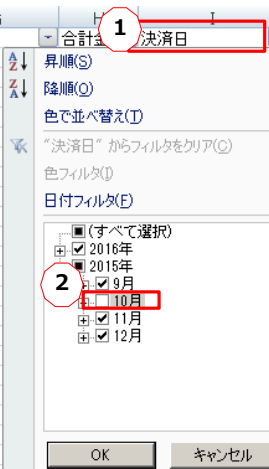 H I
1
合計金 決済日
昇順(S)
降順(O)
色で並べ替え(T)
"決済日" からフィルタをクリア(C)
色フィルタ(I)
日付フィルタ(F)
(すべて選択)
2016年
2015年
2
9月
10月
11月
12月
OK キャンセル